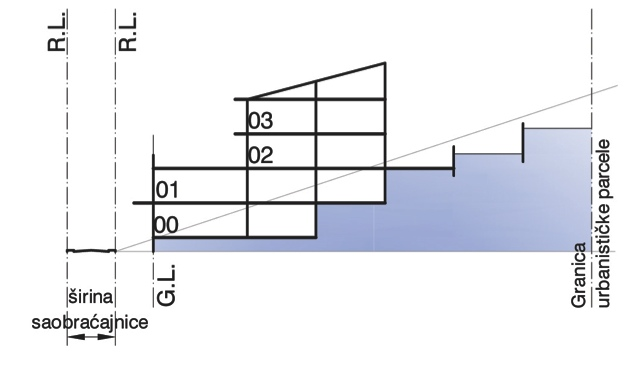 R.L.
R.L.
03
02
01
00
G.L.
širina
saobraćajnice
Granica
urbanističke parcele